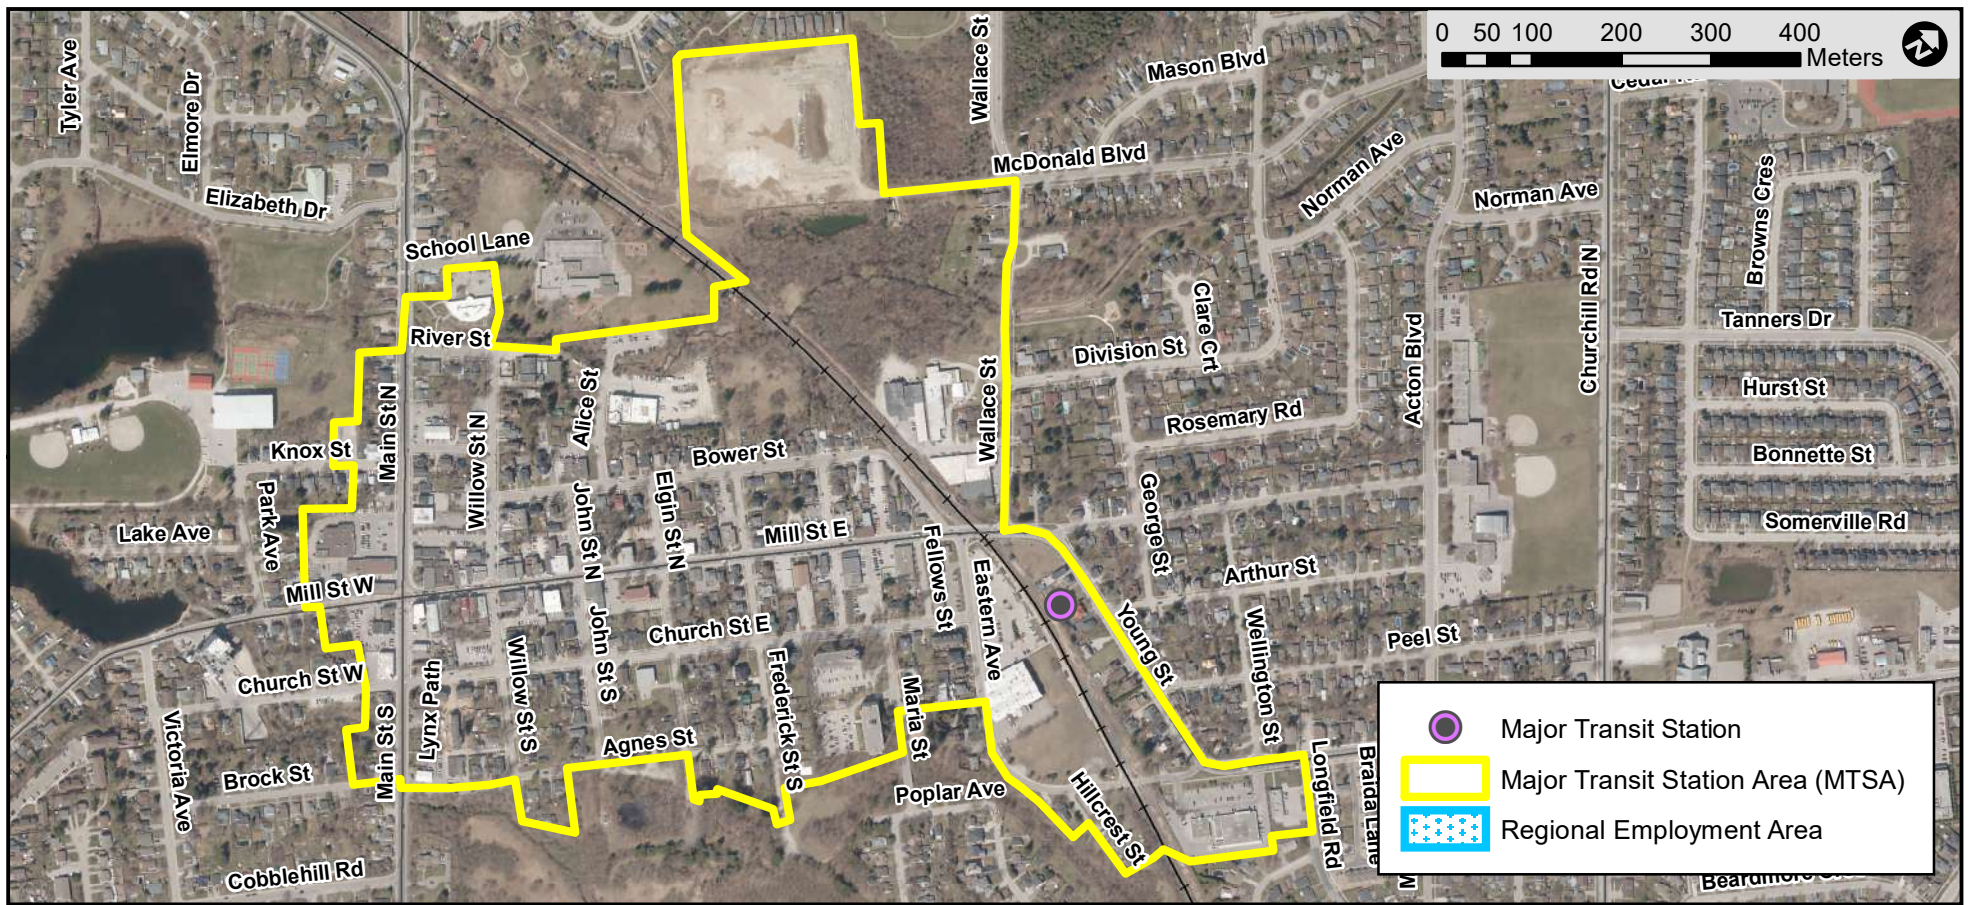 0 50 100 200 300 400
Meters
Tyler Ave
Elmore Dr
Elizabeth Dr
School Lane
Wallace St
Mason Blvd
McDonald Blvd
Norman Ave
Norman Ave
Browns Cres
Churchill Rd N
Tanners Dr
River St
Main St N
Alice St
Clare Crt
Division St
Wallace St
Acton Blvd
Hurst St
Rosemary Rd
Knox St
Willow St N
Bower St
Bonnette St
Park Ave
Lake Ave
John St N
Elgin St N
Mill St E
George St
Somerville Rd
Fellows St
Eastern Ave
Arthur St
Mill St W
John St S
Church St E
Young St
Wellington St
Peel St
Church St W
Lynx Path
Willow St S
Frederick St S
Maria St
Victoria Ave
Main St S
Agnes St
Brock St
Poplar Ave
Hillcrest St
Longfield Rd
Cobblehill Rd
Major Transit Station
Major Transit Station Area (MTSA)
Regional Employment Area